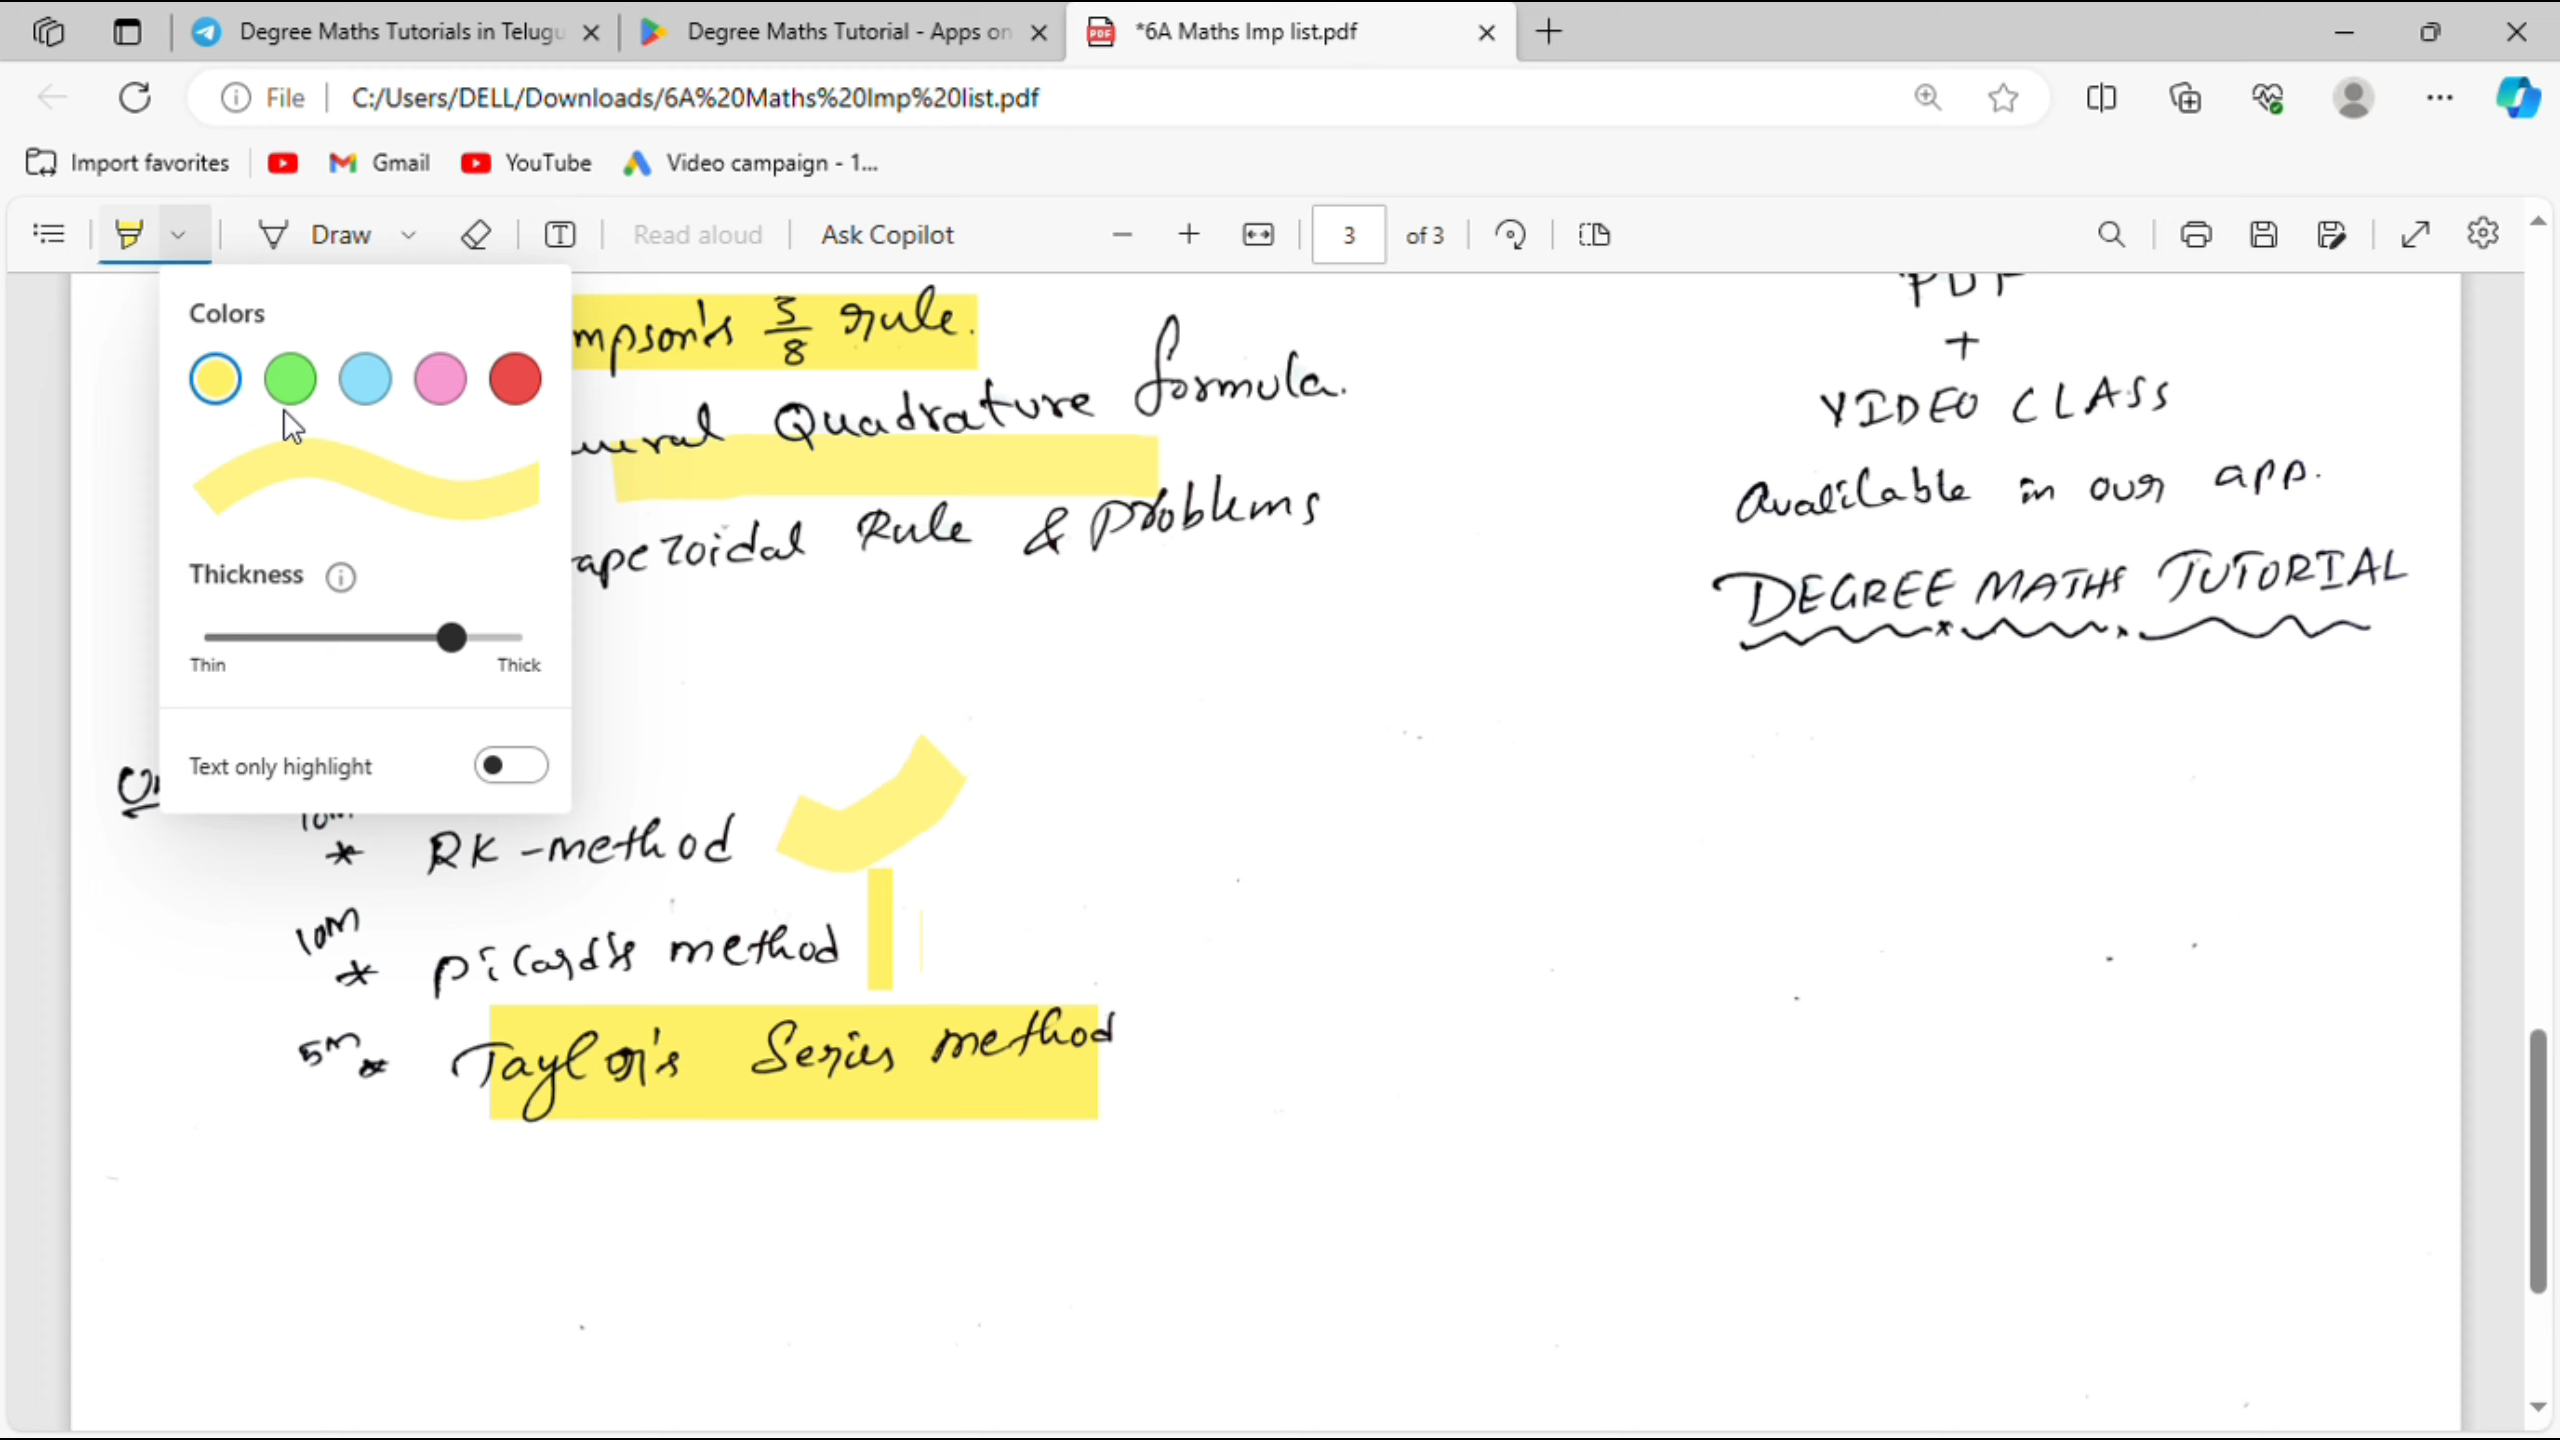 Degree Maths Tutorials in Telugu
Degree Maths Tutorial - Apps on
*6A Maths Imp list.pdf
File
C:/Users/DELL/Downloads/6A%20Maths%20Imp%20list.pdf
Import favorites
Gmail
YouTube
Video campaign - 1...
Draw
Read aloud
Ask Copilot
3
of 3
Colors
Thickness
Thin
Thick
Text only highlight
mpson's 3/8 rule.
Quadrature formula.
apezoidal Rule & Problems
10M
* RK-method
10M
* picard's method
5M * Taylor's Series method
PDF
+
VIDEO CLASS
Available in our app.
DEGREE MATHS TUTORIAL